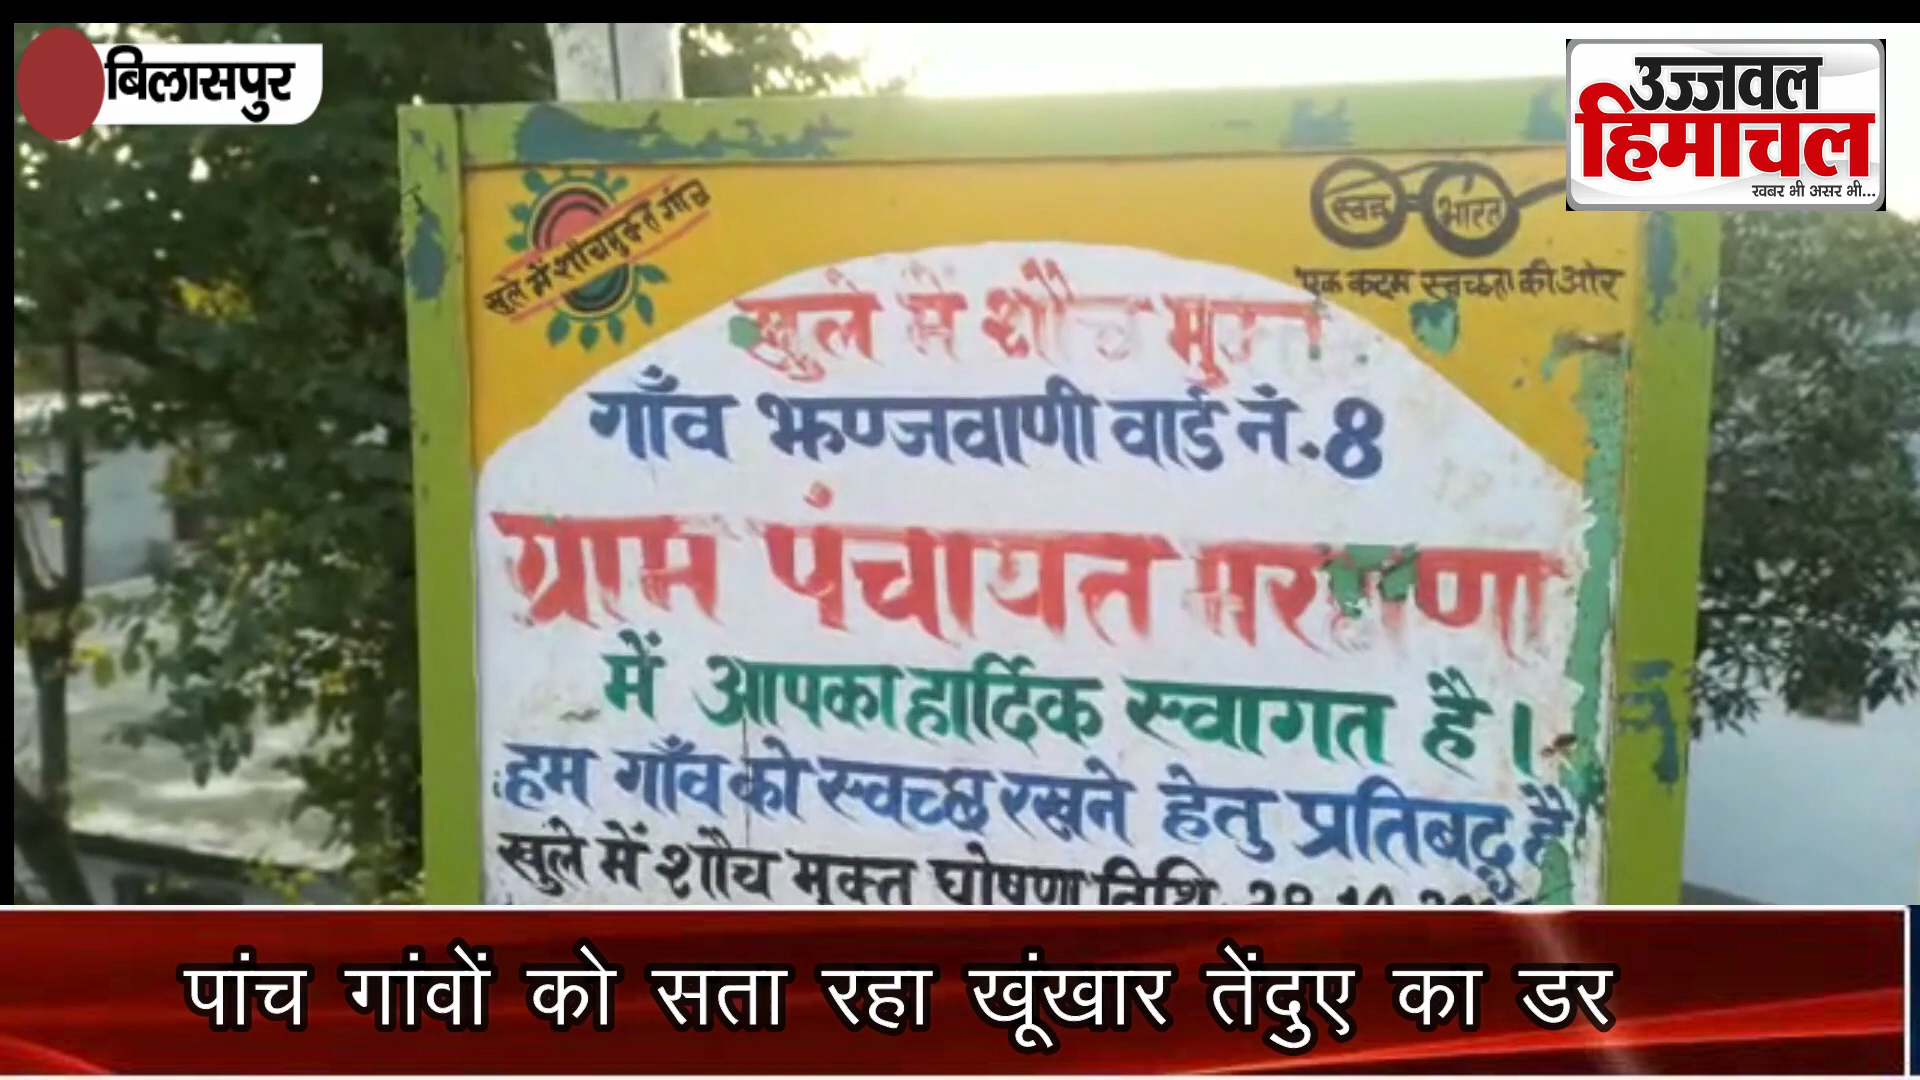 बिलासपुर
उज्जवल
हिमाचल
खबर भी असर भी...
खुले में शौचमुक्त गांव
स्वच्छ भारत
एक कदम स्वच्छता की ओर
खुले में शौच मुक्त
गाँव झण्जवाणी वार्ड नं.8
ग्राम पंचायत
में आपका हार्दिक स्वागत है।
हम गाँव को स्वच्छ रखने हेतु प्रतिबद्ध है
खुले में शौच मुक्त घोषणा तिथि
पांच गांवों को सता रहा खूंखार तेंदुए का डर